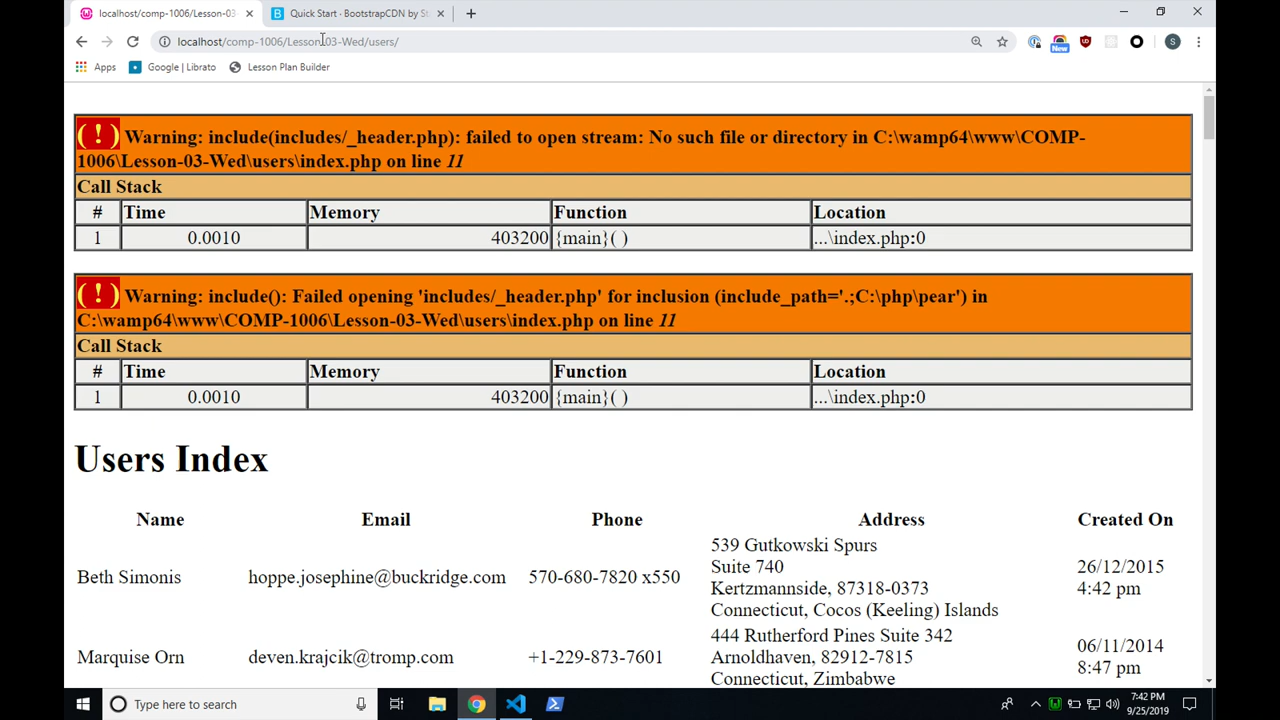 localhost/comp-1006/Lesson-03
Quick Start · BootstrapCDN by St
localhost/comp-1006/Lesson-03-Wed/users/
New
S
Apps
Google | Librato
Lesson Plan Builder
( ! ) Warning: include(includes/_header.php): failed to open stream: No such file or directory in C:\wamp64\www\COMP-
1006\Lesson-03-Wed\users\index.php on line 11
Call Stack
# Time Memory Function Location
1 0.0010 403200 {main}( ) ...\index.php:0
( ! ) Warning: include(): Failed opening 'includes/_header.php' for inclusion (include_path='.;C:\php\pear') in
C:\wamp64\www\COMP-1006\Lesson-03-Wed\users\index.php on line 11
Call Stack
# Time Memory Function Location
1 0.0010 403200 {main}( ) ...\index.php:0
Users Index
Name Email Phone Address Created On
539 Gutkowski Spurs
Suite 740
Beth Simonis hoppe.josephine@buckridge.com 570-680-7820 x550 Kertzmannside, 87318-0373
Connecticut, Cocos (Keeling) Islands
26/12/2015
4:42 pm
444 Rutherford Pines Suite 342
Marquise Orn deven.krajcik@tromp.com +1-229-873-7601 Arnoldhaven, 82912-7815
Connecticut, Zimbabwe
06/11/2014
8:47 pm
Type here to search
7:42 PM
9/25/2019